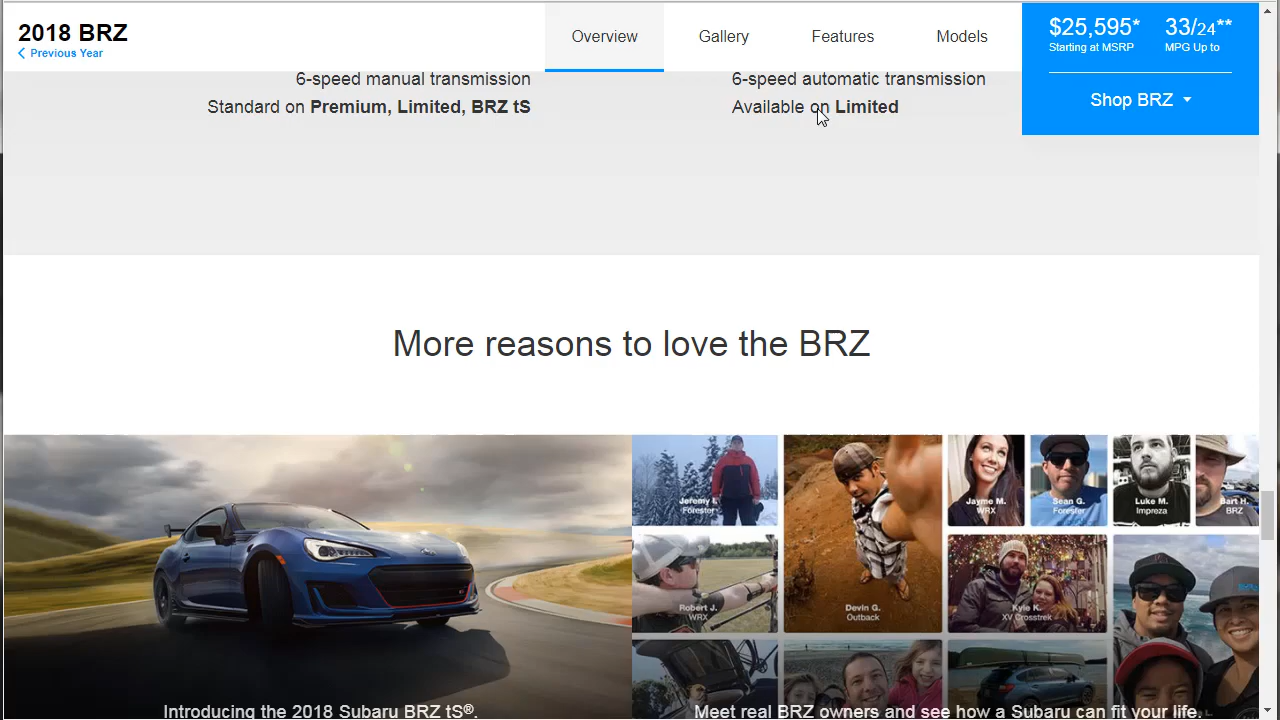 2018 BRZ
Previous Year
Overview
Gallery
Features
Models
$25,595*
Starting at MSRP
33/24**
MPG Up to
Shop BRZ
6-speed manual transmission
Standard on Premium, Limited, BRZ tS
6-speed automatic transmission
Available on Limited
More reasons to love the BRZ
Jeremy I.
Forester
Jayme M.
WRX
Sean G.
Forester
Luke M.
Impreza
Bart H.
BRZ
Robert J.
WRX
Devin G.
Outback
Kyle K.
XV Crosstrek
Introducing the 2018 Subaru BRZ tS®.
Meet real BRZ owners and see how a Subaru can fit your life.